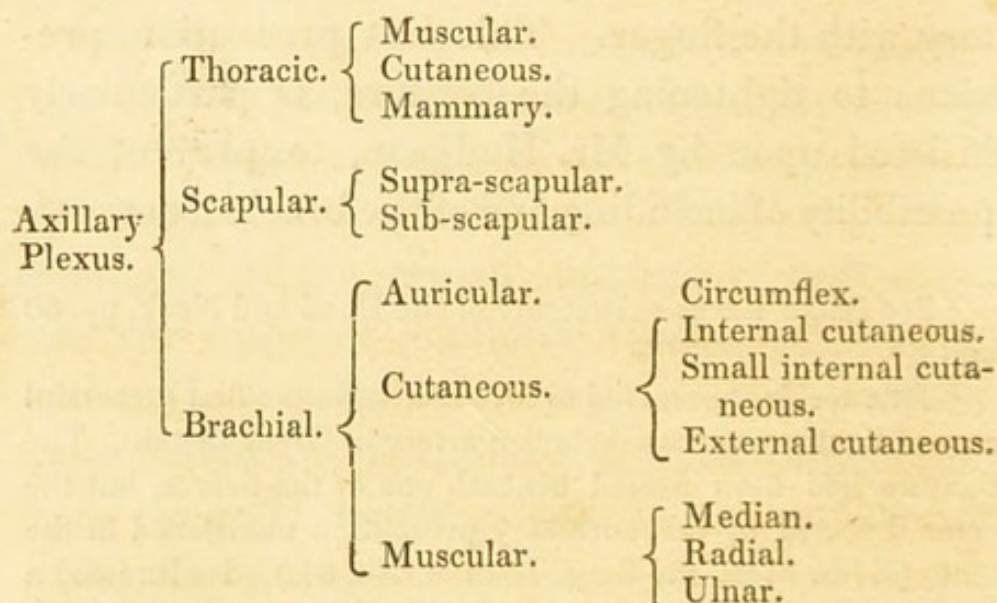 Axillary
Plexus.
Thoracic.
Muscular.
Cutaneous.
Mammary.
Scapular.
Supra-scapular.
Sub-scapular.
Brachial.
Auricular.
Circumflex.
Cutaneous.
Internal cutaneous.
Small internal cuta-
neous.
External cutaneous.
Muscular.
Median.
Radial.
Ulnar.